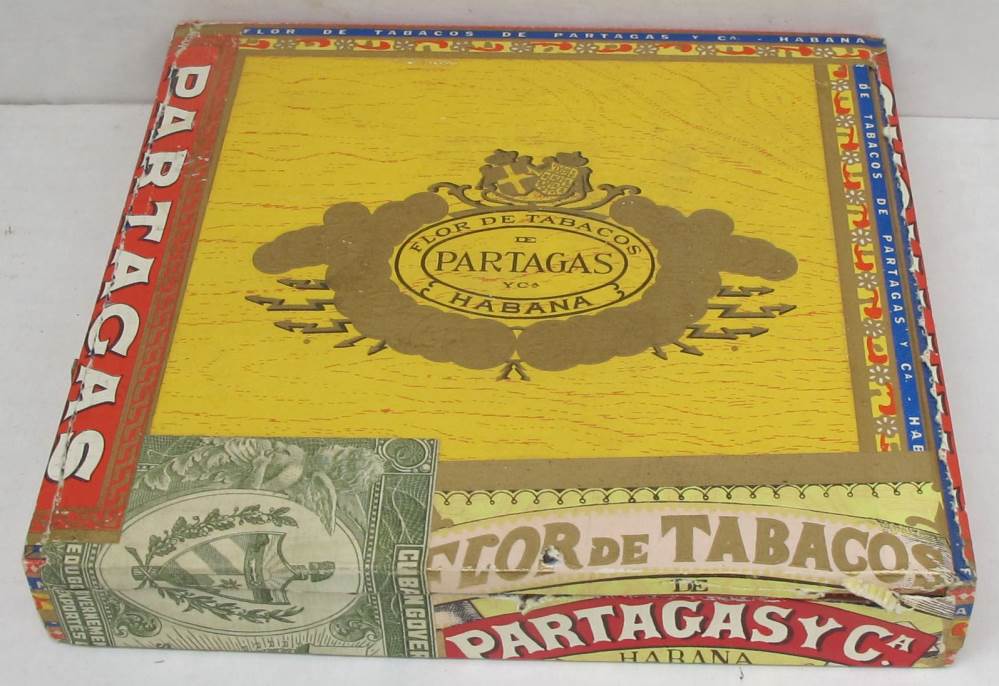 FLOR DE TABACOS DE PARTAGAS Y CA. - HABANA
PARTAGAS
DE TABACOS DE PARTAGAS Y CA. - HAB
FLOR DE TABACOS
DE
PARTAGAS
Y Ca
HABANA
FLOR DE TABACOS
DE
PARTAGAS Y CA.
HABANA
CUBA GOVER